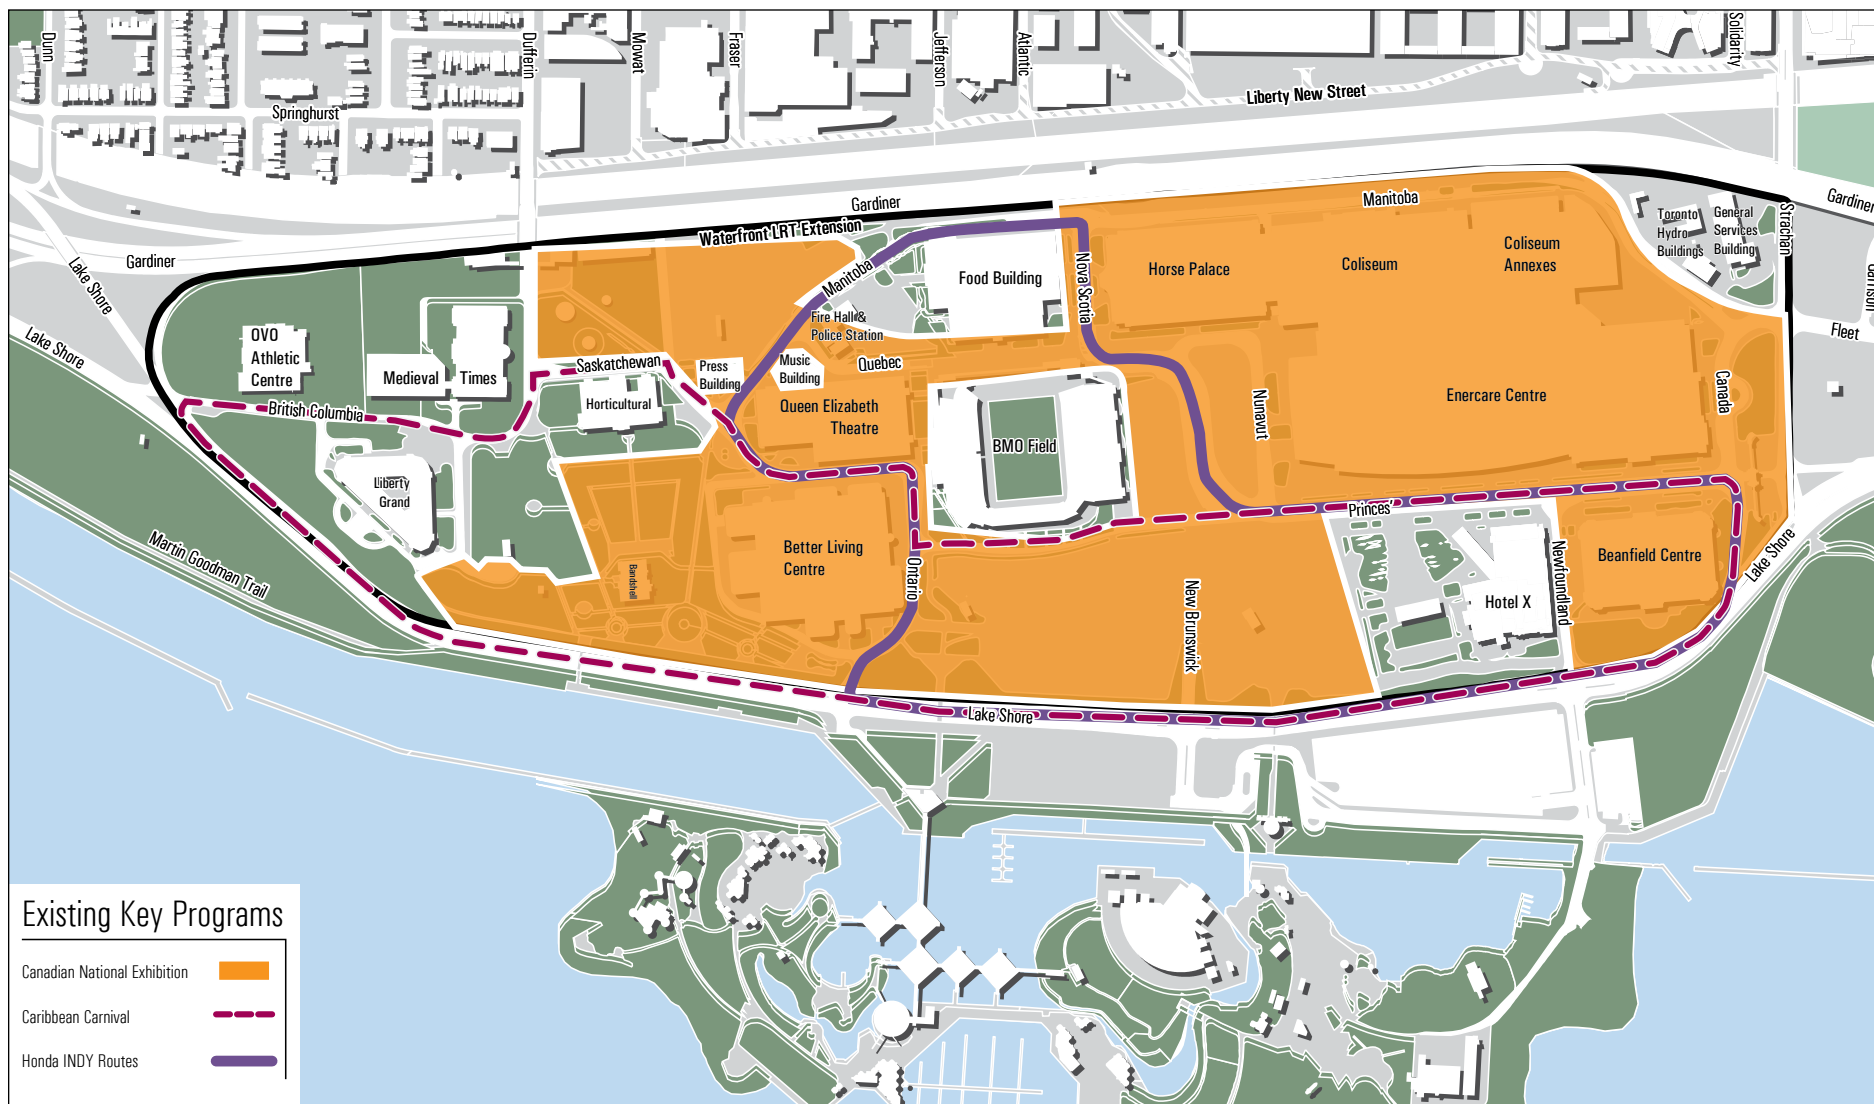 Dunn
Dufferin
Mowat
Fraser
Jefferson
Atlantic
Solidarity
Springhurst
Liberty New Street
Gardiner
Gardiner
Gardiner
Waterfront LRT Extension
Manitoba
Manitoba
Strachan
Garrison
Fleet
Toronto
Hydro
Buildings
General
Services
Building
Lake Shore
Lake Shore
OVO
Athletic
Centre
Medieval Times
Saskatchewan
Horticultural
British Columbia
Liberty
Grand
Martin Goodman Trail
Press
Building
Music
Building
Fire Hall &
Police Station
Quebec
Food Building
Nova Scotia
Horse Palace
Coliseum
Coliseum
Annexes
Queen Elizabeth
Theatre
BMO Field
Nunavut
Enercare Centre
Canada
Princes'
Better Living
Centre
Bandshell
Ontario
New Brunswick
Hotel X
Newfoundland
Beanfield Centre
Lake Shore
Lake Shore
Existing Key Programs
Canadian National Exhibition
Caribbean Carnival
Honda INDY Routes